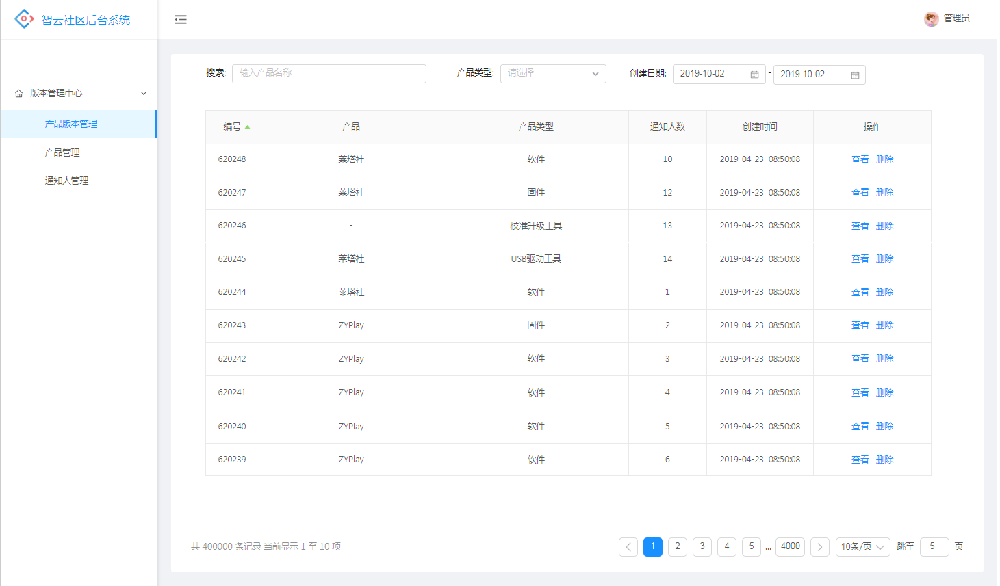 智云社区后台系统
管理员
版本管理中心
产品版本管理
产品管理
通知人管理
搜索: 输入产品名称 产品类型: 请选择 创建日期: 2019-10-02 - 2019-10-02
编号 产品 产品类型 通知人数 创建时间 操作
620248 莱塔社 软件 10 2019-04-23 08:50:08 查看 删除
620247 莱塔社 固件 12 2019-04-23 08:50:08 查看 删除
620246 - 校准升级工具 13 2019-04-23 08:50:08 查看 删除
620245 莱塔社 USB驱动工具 14 2019-04-23 08:50:08 查看 删除
620244 莱塔社 软件 1 2019-04-23 08:50:08 查看 删除
620243 ZYPlay 固件 2 2019-04-23 08:50:08 查看 删除
620242 ZYPlay 软件 3 2019-04-23 08:50:08 查看 删除
620241 ZYPlay 软件 4 2019-04-23 08:50:08 查看 删除
620240 ZYPlay 软件 5 2019-04-23 08:50:08 查看 删除
620239 ZYPlay 软件 6 2019-04-23 08:50:08 查看 删除
共 400000 条记录 当前显示 1 至 10 项 1 2 3 4 5 ... 4000 10条/页 跳至 5 页